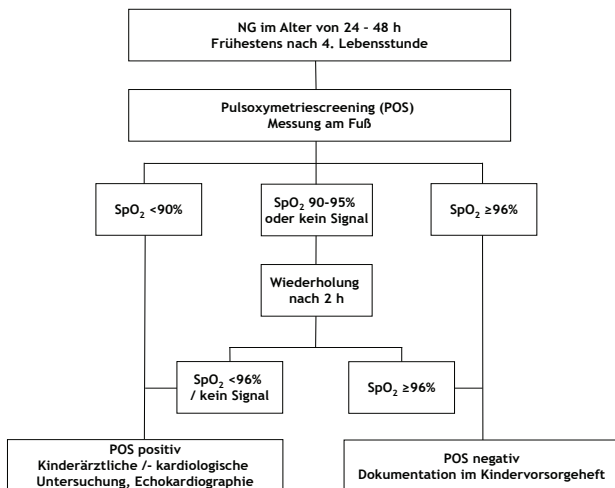 NG im Alter von 24 – 48 h
Frühestens nach 4. Lebensstunde
Pulsoxymetriescreening (POS)
Messung am Fuß
SpO₂ <90%
SpO₂ 90-95%
oder kein Signal
SpO₂ ≥96%
Wiederholung
nach 2 h
SpO₂ <96%
/ kein Signal
SpO₂ ≥96%
POS positiv
Kinderärztliche /- kardiologische
Untersuchung, Echokardiographie
POS negativ
Dokumentation im Kindervorsorgeheft